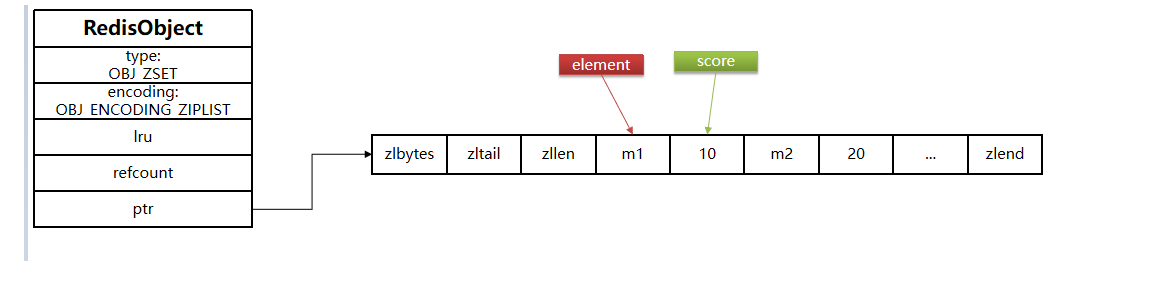 RedisObject
type:
OBJ_ZSET
encoding:
OBJ_ENCODING_ZIPLIST
lru
refcount
ptr
element
score
zlbytes
zltail
zllen
m1
10
m2
20
...
zlend